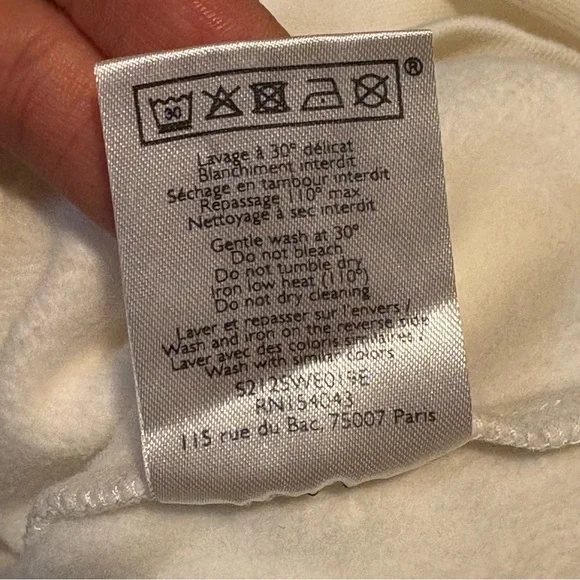 30 ®
Lavage à 30° délicat
Blanchiment interdit
Séchage en tambour interdit
Repassage 110° max
Nettoyage à sec interdit
Gentle wash at 30°
Do not bleach
Do not tumble dry
Iron low heat (110°)
Do not dry cleaning
Laver et repasser sur l'envers /
Wash and iron on the reverse side
Laver avec des coloris similaires /
Wash with similar colors
RN154043
115 rue du Bac, 75007 Paris